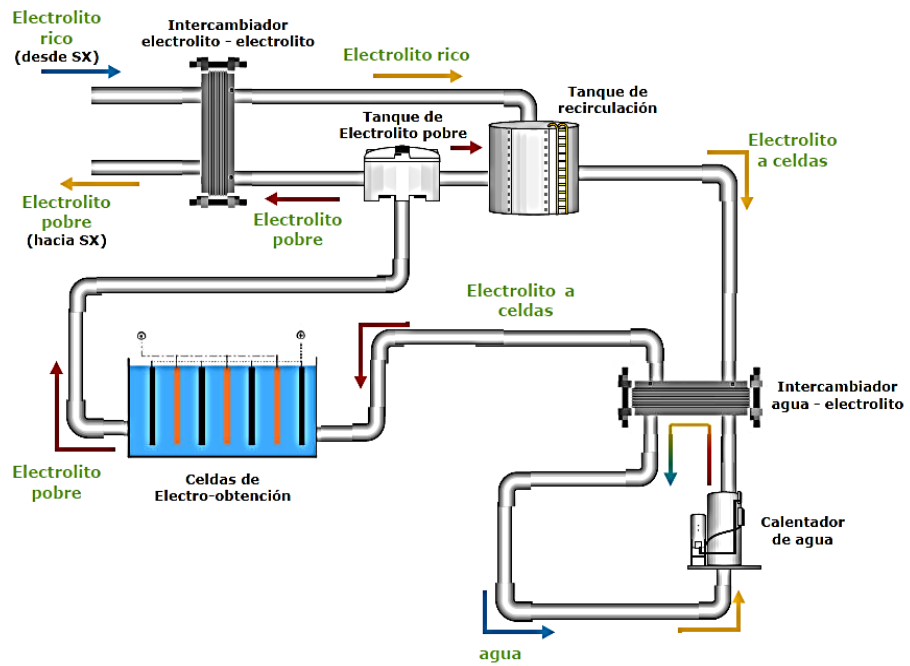 Electrolito
rico
(desde SX)
Intercambiador
electrolito - electrolito
Electrolito rico
Tanque de
recirculación
Tanque de
Electrolito pobre
Electrolito
a celdas
Electrolito
pobre
(hacia SX)
Electrolito
pobre
Electrolito a
celdas
Intercambiador
agua - electrolito
Electrolito
pobre
Celdas de
Electro-obtención
Calentador
de agua
agua